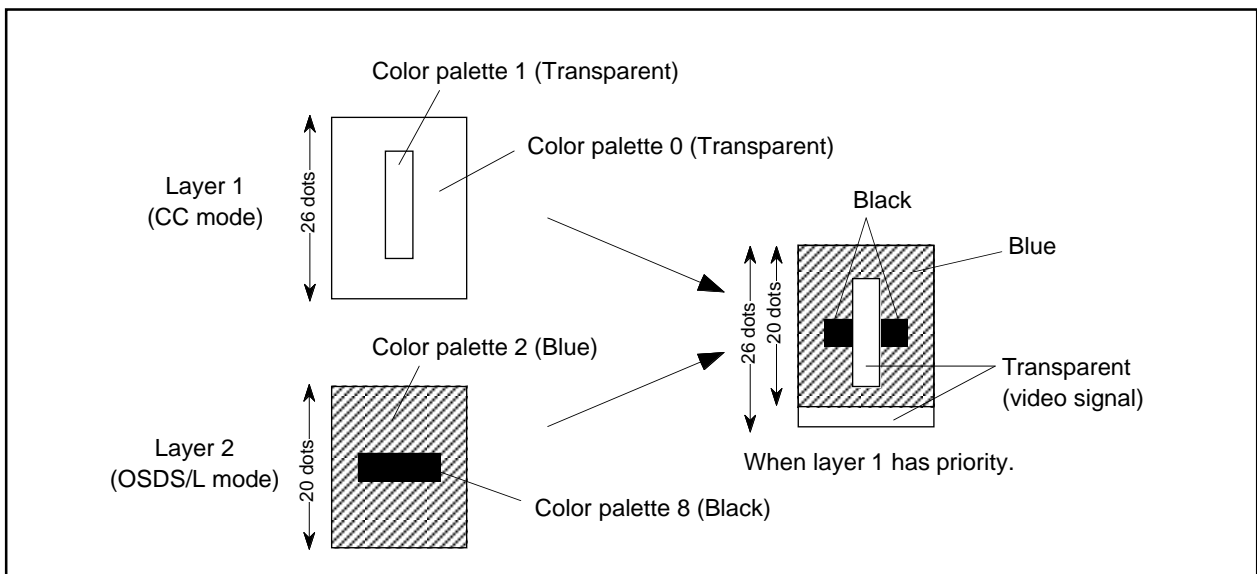 Color palette 1 (Transparent)
Color palette 0 (Transparent)
Layer 1
(CC mode)
26 dots
Color palette 2 (Blue)
Layer 2
(OSDS/L mode)
20 dots
Color palette 8 (Black)
Black
Blue
26 dots
20 dots
Transparent
(video signal)
When layer 1 has priority.